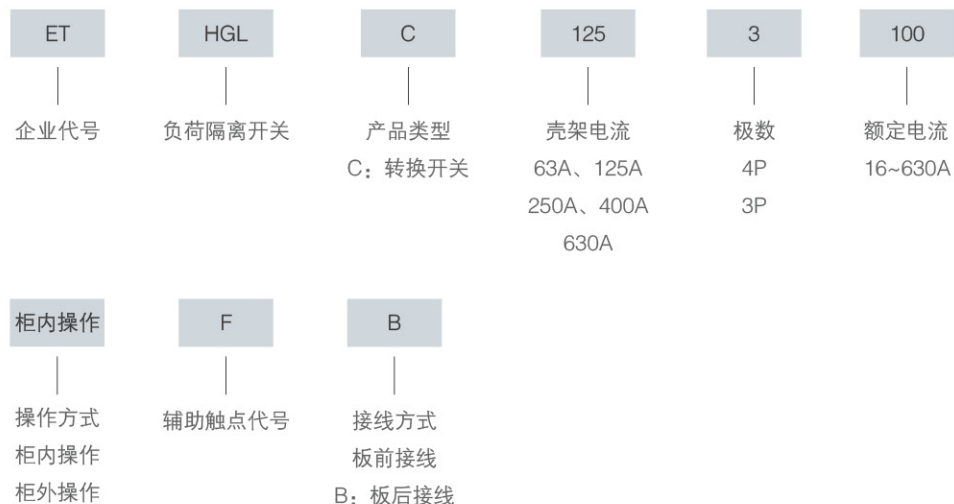 ET HGL C 125 3 100
企业代号 负荷隔离开关 产品类型 壳架电流 极数 额定电流
C：转换开关 63A、125A 4P 16~630A
250A、400A 3P
630A
柜内操作 F B
操作方式 辅助触点代号 接线方式
柜内操作 板前接线
柜外操作 B：板后接线